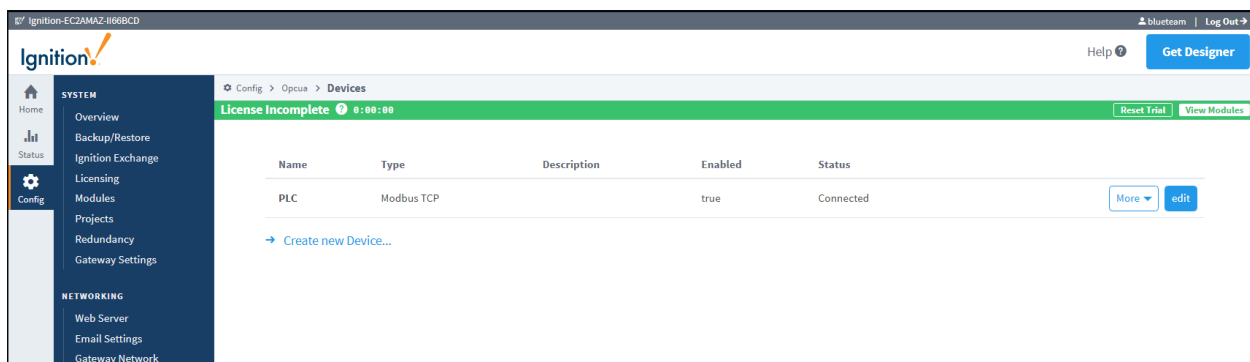 Ignition-EC2AMAZ-II66BCD
blueteam | Log Out
Ignition!
Help
Get Designer
Home
Status
Config
SYSTEM
Overview
Backup/Restore
Ignition Exchange
Licensing
Modules
Projects
Redundancy
Gateway Settings
NETWORKING
Web Server
Email Settings
Gateway Network
Config > Opcua > Devices
License Incomplete ? 0:00:00
Reset Trial View Modules
Name Type Description Enabled Status
PLC Modbus TCP true Connected More edit
→ Create new Device...